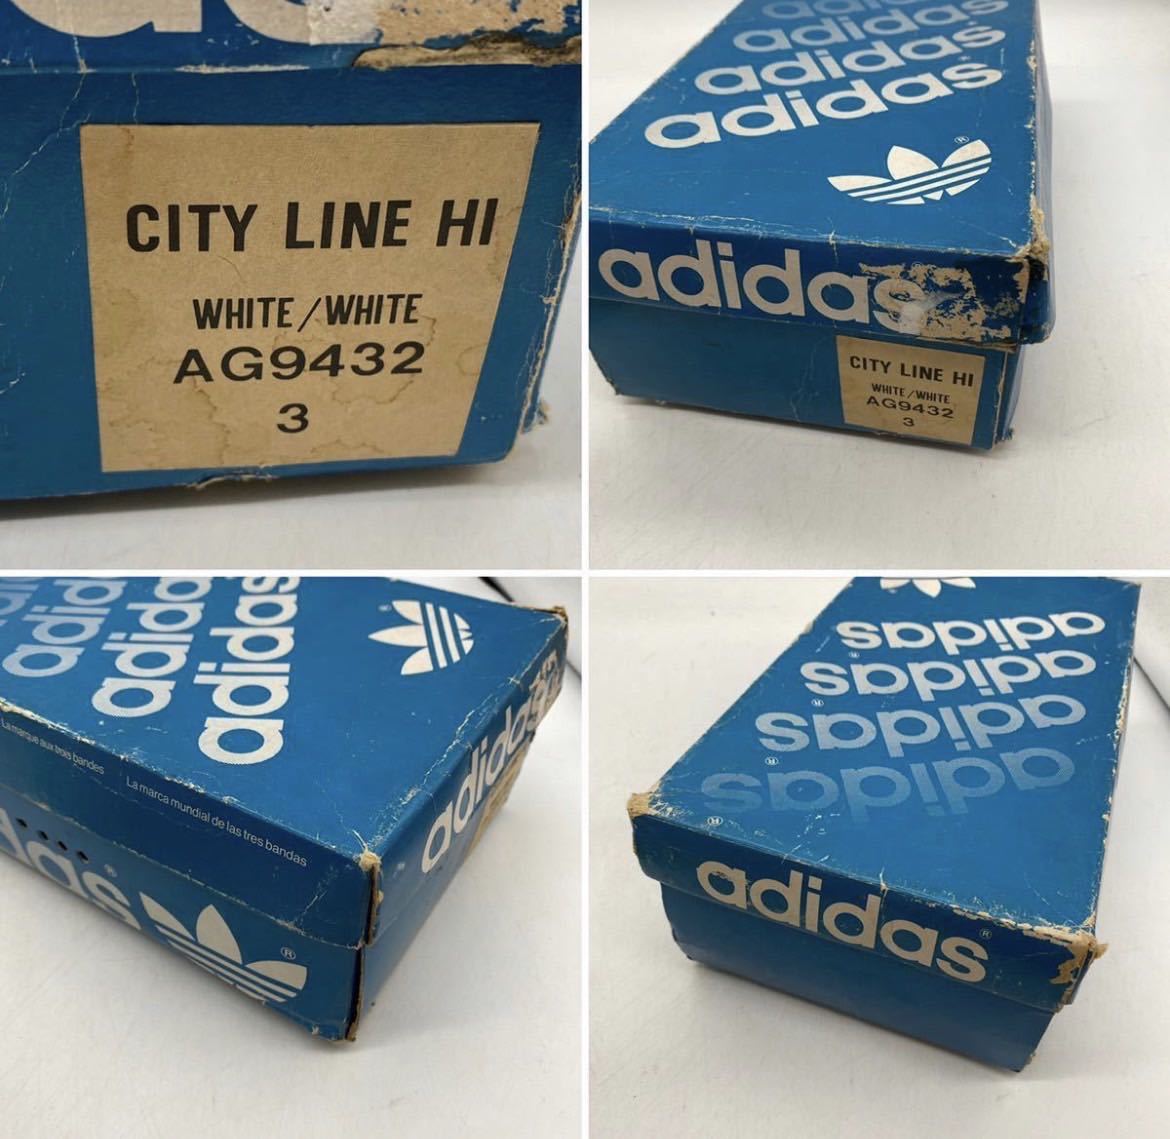 CITY LINE HI
WHITE/WHITE
AG9432
3
adidas
adidas
adidas
adidas
®
adidas
CITY LINE HI
WHITE/WHITE
AG9432
3
adidas
adidas
®
La marque aux trois bandes
La marca mundial de las tres bandas
adidas
®
adidas
adidas
®
adidas
®
adidas
®
adidas
®